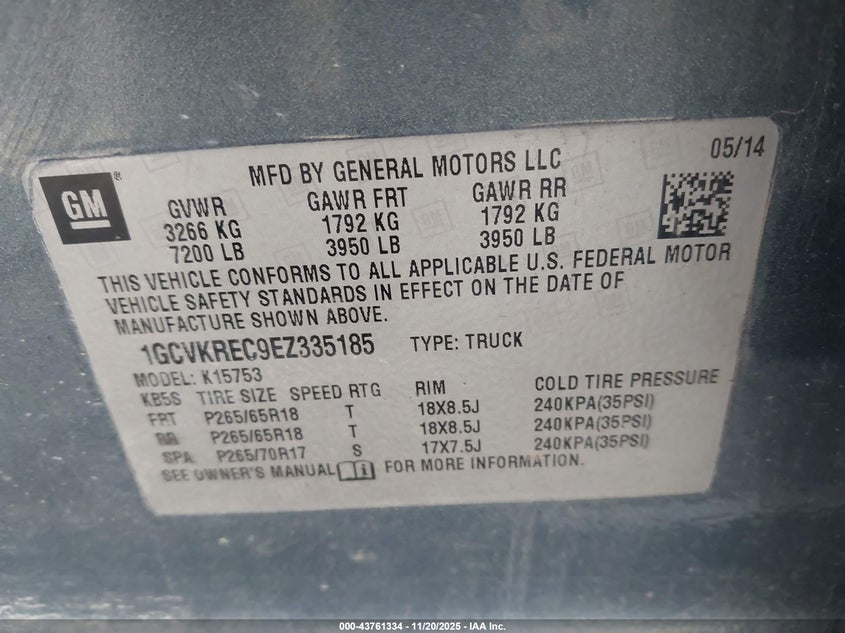 GM
MFD BY GENERAL MOTORS LLC 05/14
GVWR GAWR FRT GAWR RR
3266 KG 1792 KG 1792 KG
7200 LB 3950 LB 3950 LB
THIS VEHICLE CONFORMS TO ALL APPLICABLE U.S. FEDERAL MOTOR
VEHICLE SAFETY STANDARDS IN EFFECT ON THE DATE OF
MANUFACTURE SHOWN ABOVE.
1GCVKREC9EZ335185 TYPE: TRUCK
MODEL: K15753
KB5S TIRE SIZE SPEED RTG RIM COLD TIRE PRESSURE
FRT P265/65R18 T 18X8.5J 240KPA(35PSI)
RR P265/65R18 T 18X8.5J 240KPA(35PSI)
SPA P265/70R17 S 17X7.5J 240KPA(35PSI)
SEE OWNER'S MANUAL FOR MORE INFORMATION.
000-43761334 - 11/20/2025 - IAA Inc.